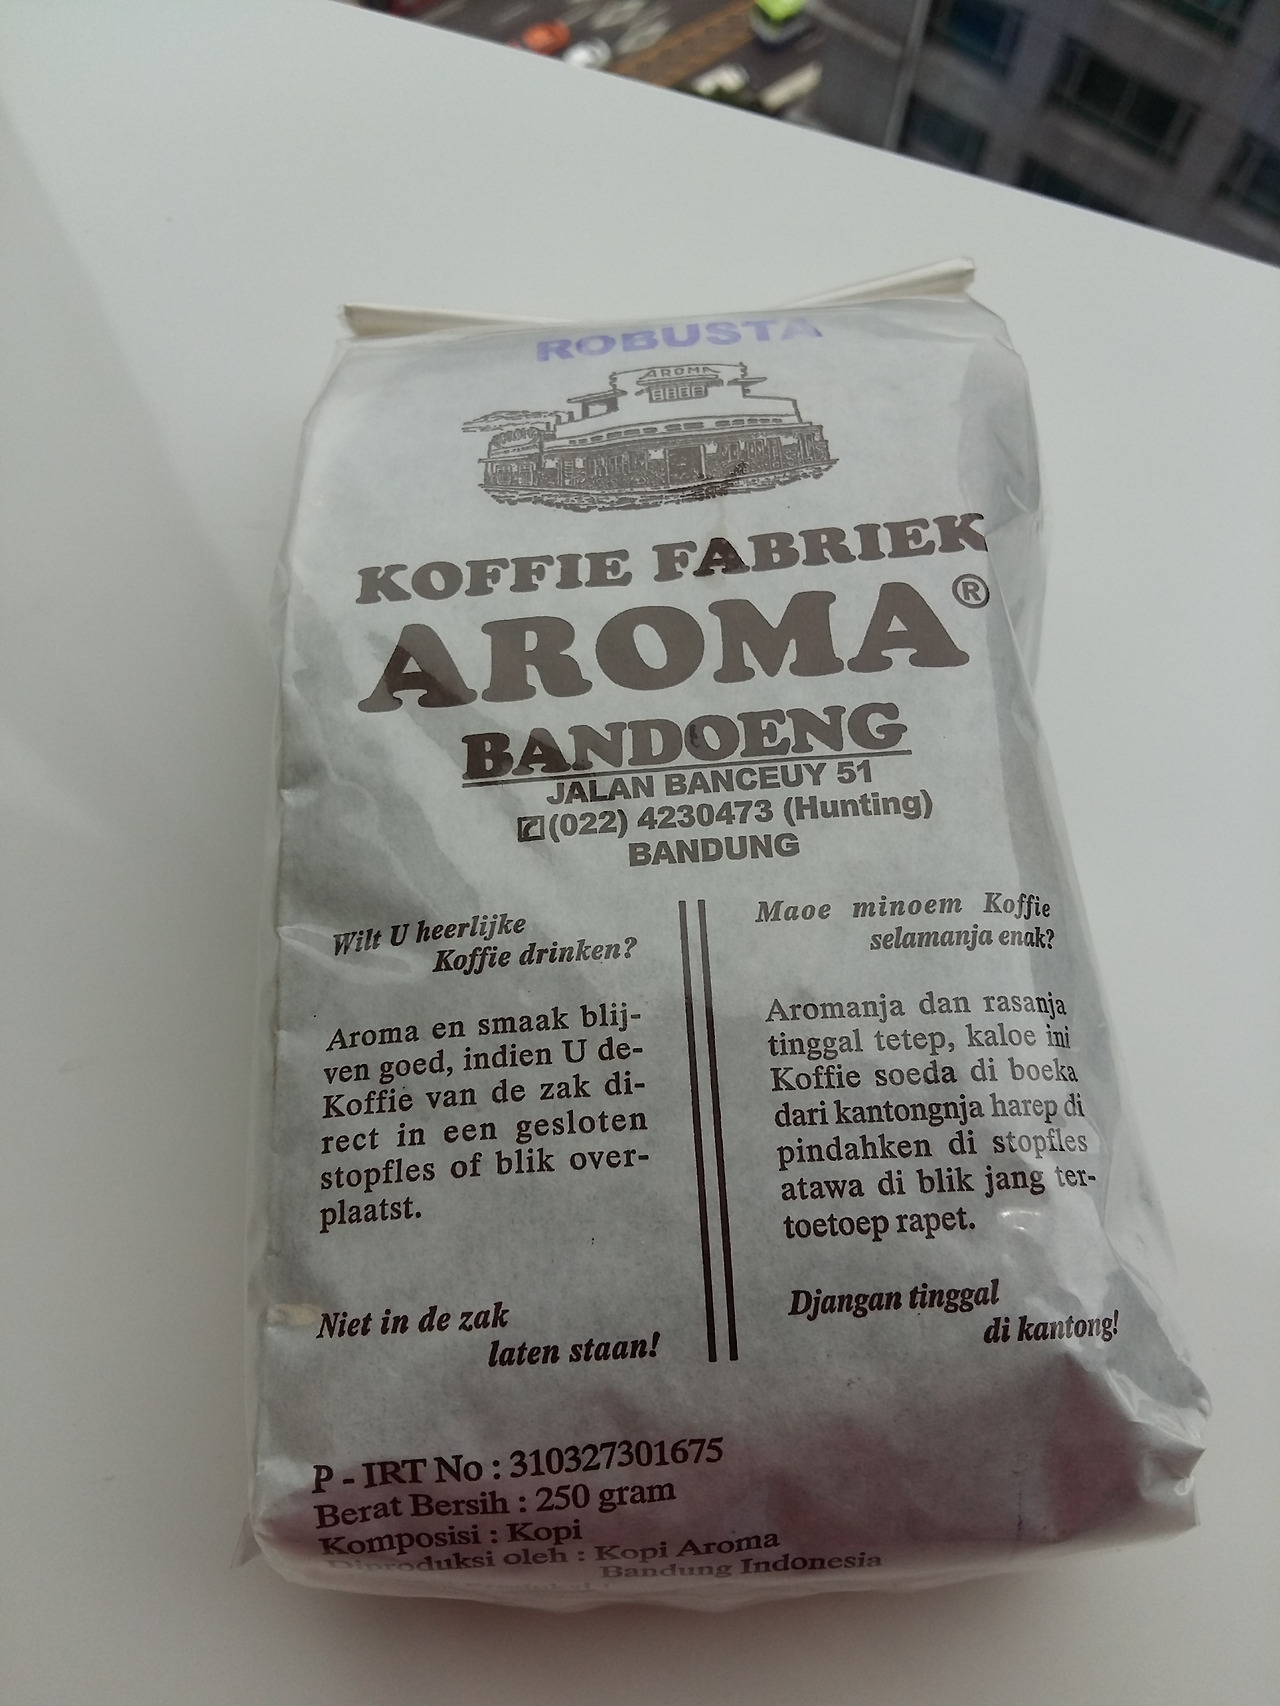 ROBUSTA
AROMA
KOFFIE FABRIEK
AROMA®
BANDOENG
JALAN BANCEUY 51
✆(022) 4230473 (Hunting)
BANDUNG
Wilt U heerlijke
Koffie drinken?
Aroma en smaak blij-
ven goed, indien U de-
Koffie van de zak di-
rect in een gesloten
stopfles of blik over-
plaatst.
Niet in de zak
laten staan!
Maoe minoem Koffie
selamanja enak?
Aromanja dan rasanja
tinggal tetep, kaloe ini
Koffie soeda di boeka
dari kantongnja harep di
pindahken di stopfles
atawa di blik jang ter-
toetoep rapet.
Djangan tinggal
di kantong!
P - IRT No : 310327301675
Berat Bersih : 250 gram
Komposisi : Kopi
Diproduksi oleh : Kopi Aroma
Bandung Indonesia